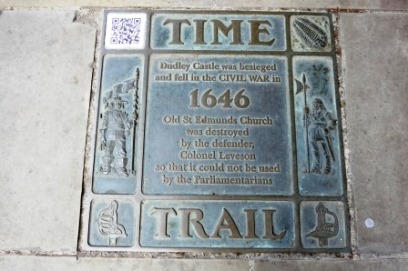 TIME
Dudley Castle was besieged
and fell in the CIVIL WAR in
1646
Old St Edmunds Church
was destroyed
by the defender,
Colonel Leveson
so that it could not be used
by the Parliamentarians
TRAIL